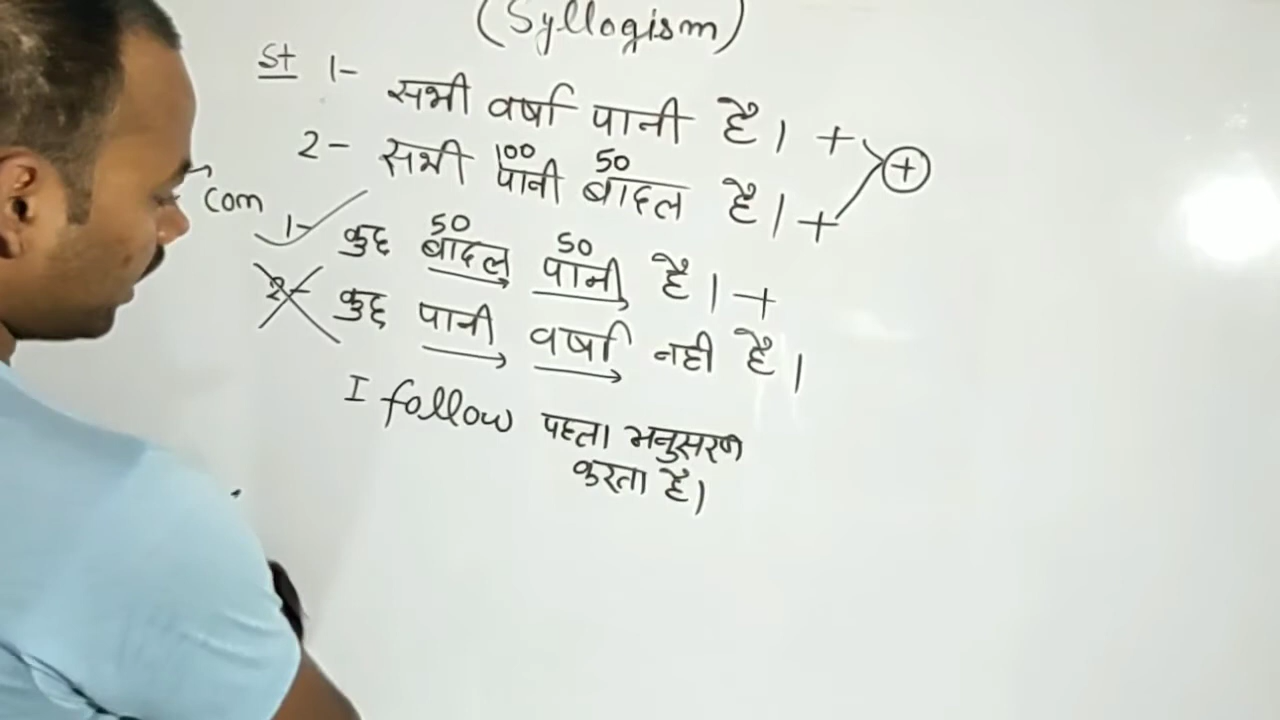 (Syllogism)
St 1- सभी वर्षा पानी है। +
+
2- सभी पानी बादल है। +
100 50
Com
1- कुछ बादल पानी है। +
50 50
2- कुछ पानी वर्षा नही है।
I follow पहला अनुसरण
करता है।